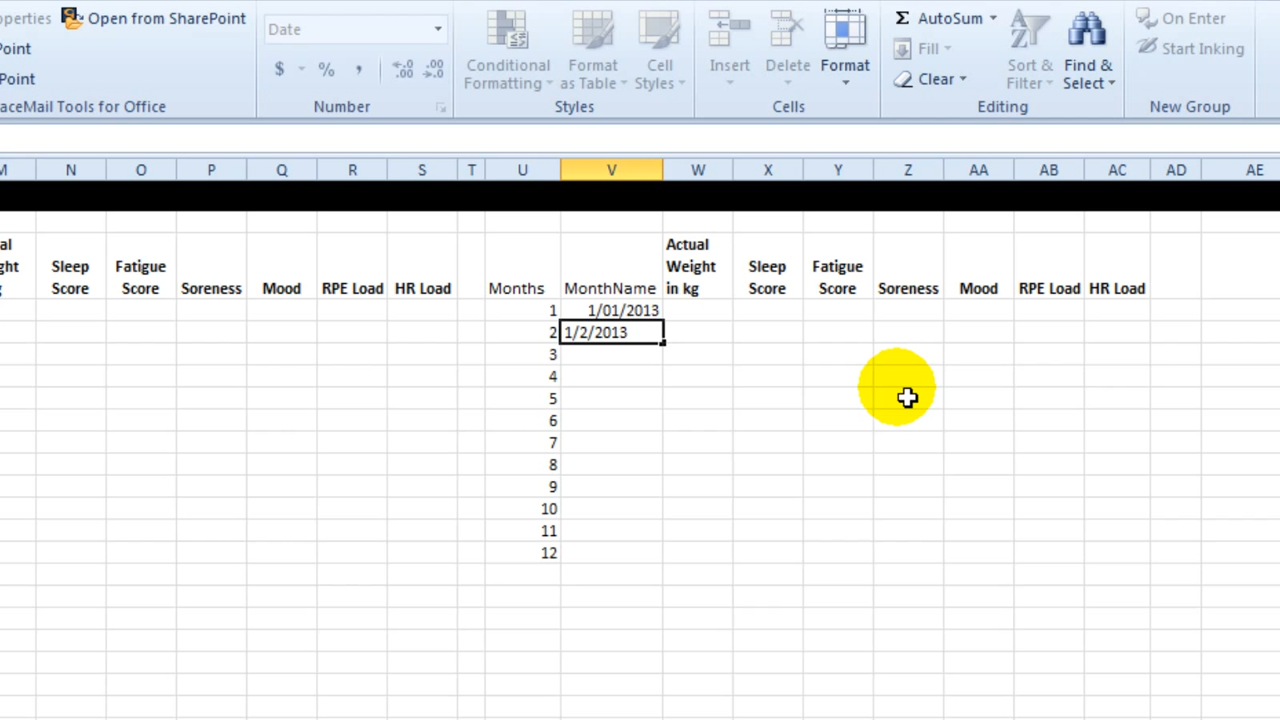 Open from SharePoint Date AutoSum On Enter
Point Conditional Format Cell Insert Delete Format Fill Sort & Find & Start Inking
Point $ % , .00 .00 Formatting as Table Styles Clear Filter Select
aceMail Tools for Office Number Styles Cells Editing New Group
M N O P Q R S T U V W X Y Z AA AB AC AD AE
Actual
Sleep Fatigue Weight Sleep Fatigue
Score Score Soreness Mood RPE Load HR Load Months MonthName in kg Score Score Soreness Mood RPE Load HR Load
1 1/01/2013
2 1/2/2013
3
4
5
6
7
8
9
10
11
12